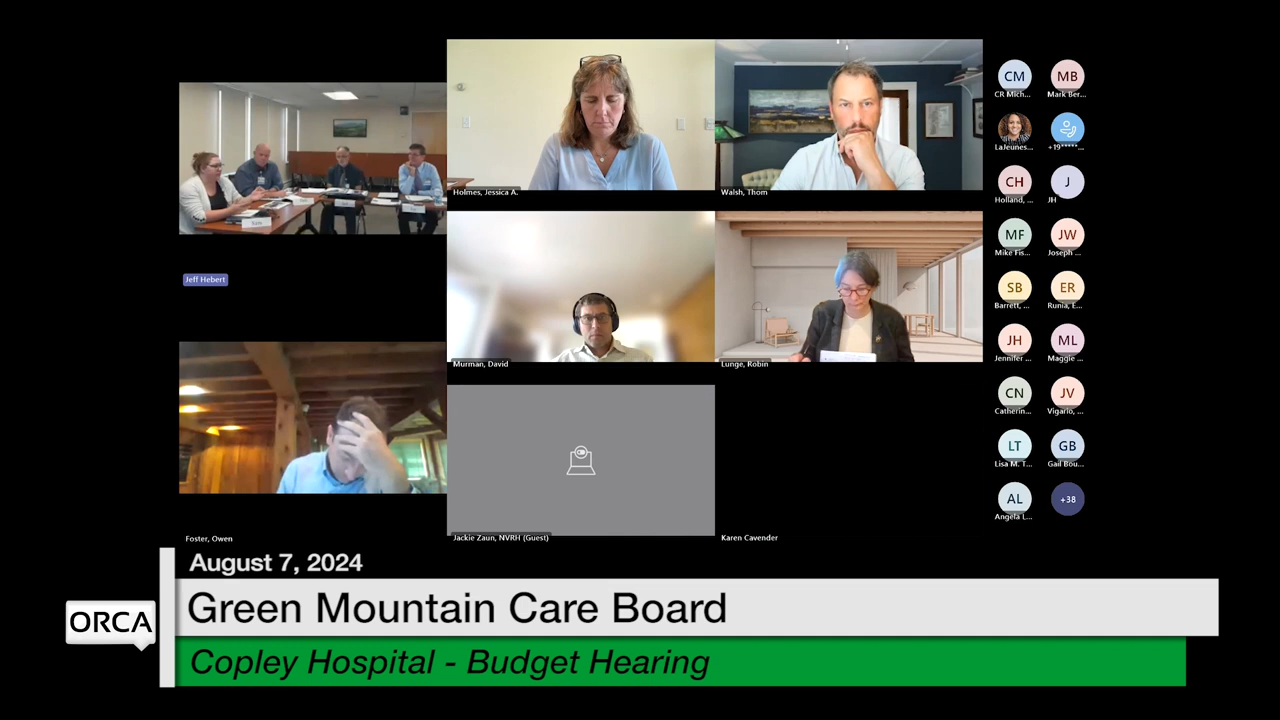 Holmes, Jessica A.
Walsh, Thom
Jeff Hebert
Murman, David
Lunge, Robin
Foster, Owen
Jackie Zaun, NVRH (Guest)
Karen Cavender
CM
CR Mich...
MB
Mark Ber...
LaJeunes...
+19*****...
CH
Holland, ...
J
JH
MF
Mike Fis...
JW
Joseph ...
SB
Barrett, ...
ER
Runia, E...
JH
Jennifer ...
ML
Maggie ...
CN
Catherin...
JV
Vigario, ...
LT
Lisa M. T...
GB
Gail Bou...
AL
Angela L...
+38
August 7, 2024
ORCA
Green Mountain Care Board
Copley Hospital - Budget Hearing